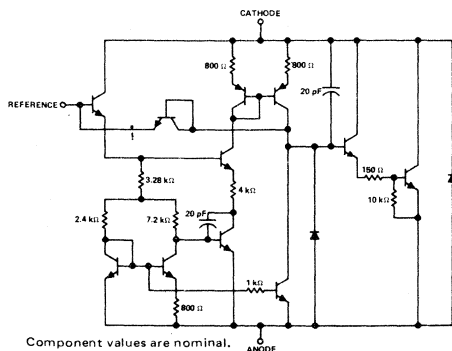 CATHODE
800 Ω
800 Ω
20 pF
REFERENCE
3.28 kΩ
4 kΩ
150 Ω
10 kΩ
2.4 kΩ
7.2 kΩ
20 pF
1 kΩ
800 Ω
Component values are nominal.
ANODE